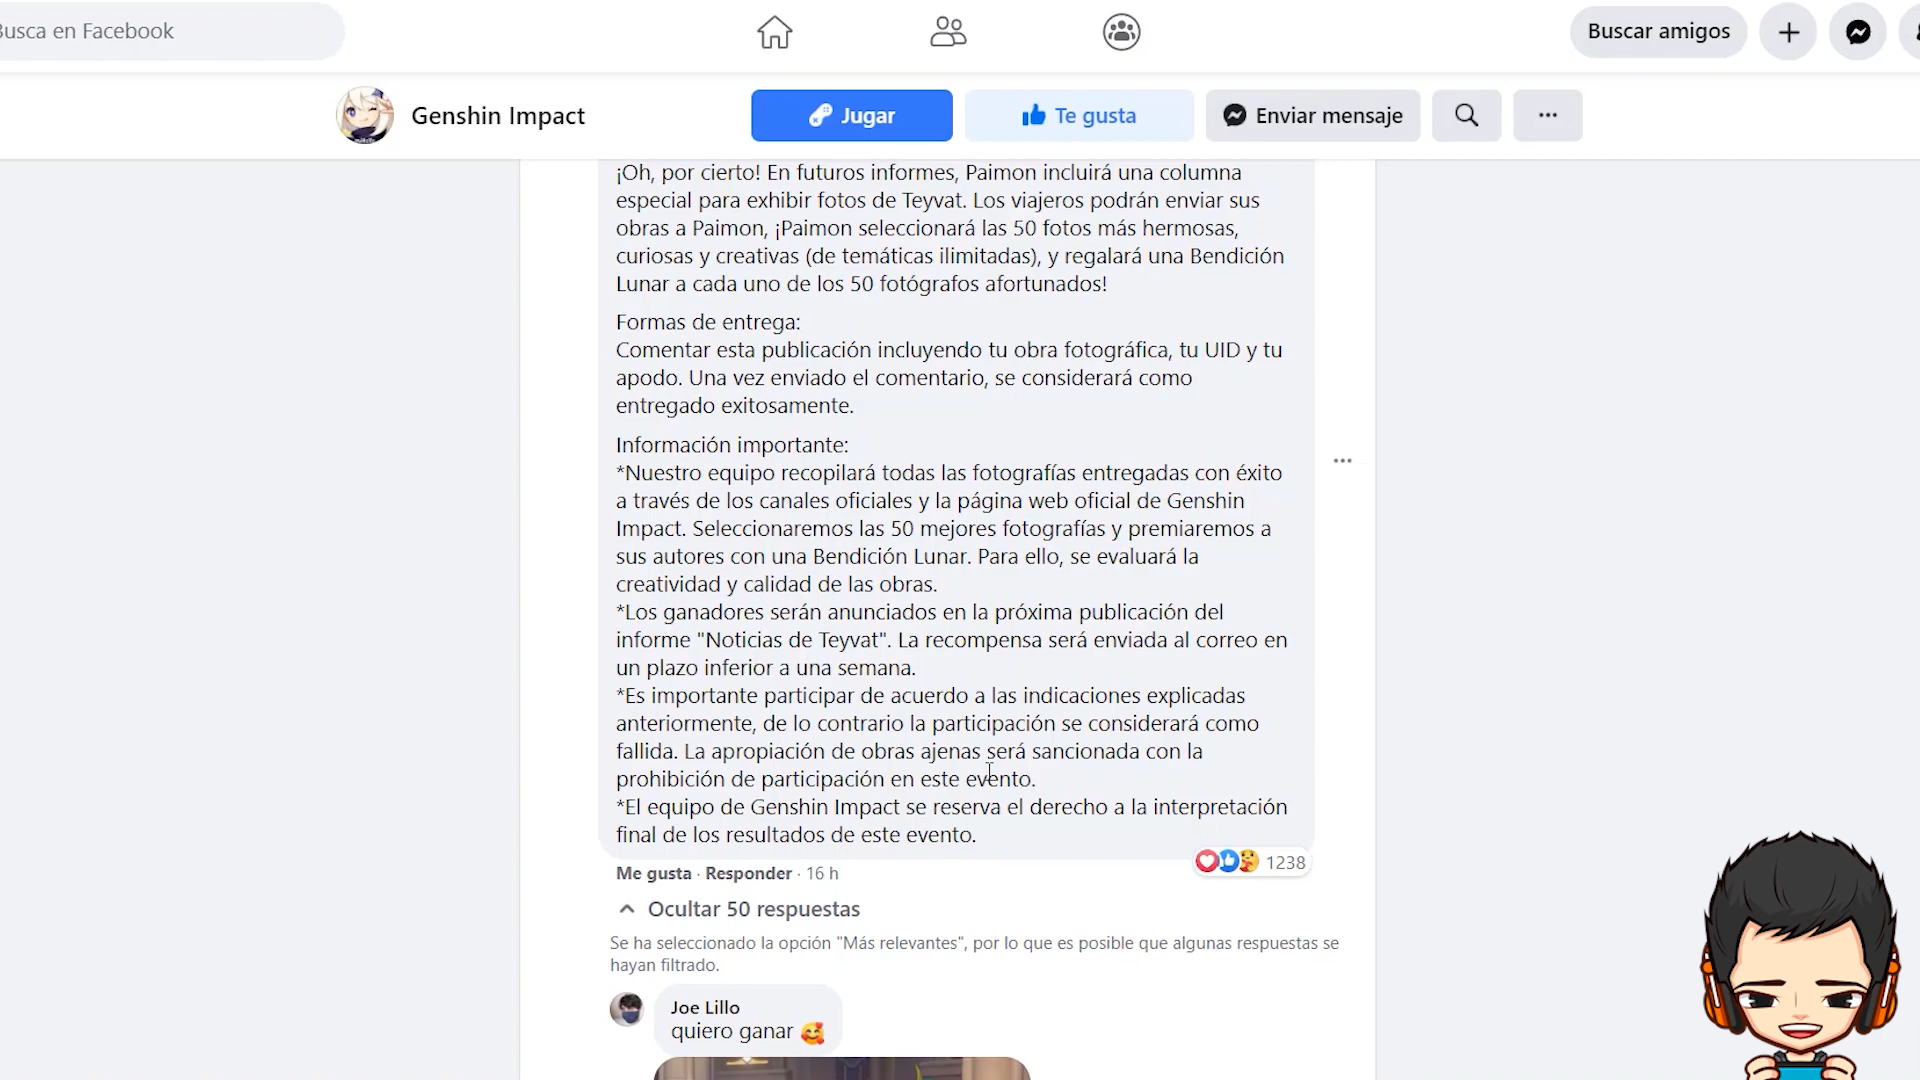 Busca en Facebook
Buscar amigos
Genshin Impact
Jugar
Te gusta
Enviar mensaje
¡Oh, por cierto! En futuros informes, Paimon incluirá una columna
especial para exhibir fotos de Teyvat. Los viajeros podrán enviar sus
obras a Paimon, ¡Paimon seleccionará las 50 fotos más hermosas,
curiosas y creativas (de temáticas ilimitadas), y regalará una Bendición
Lunar a cada uno de los 50 fotógrafos afortunados!
Formas de entrega:
Comentar esta publicación incluyendo tu obra fotográfica, tu UID y tu
apodo. Una vez enviado el comentario, se considerará como
entregado exitosamente.
Información importante:
*Nuestro equipo recopilará todas las fotografías entregadas con éxito
a través de los canales oficiales y la página web oficial de Genshin
Impact. Seleccionaremos las 50 mejores fotografías y premiaremos a
sus autores con una Bendición Lunar. Para ello, se evaluará la
creatividad y calidad de las obras.
*Los ganadores serán anunciados en la próxima publicación del
informe "Noticias de Teyvat". La recompensa será enviada al correo en
un plazo inferior a una semana.
*Es importante participar de acuerdo a las indicaciones explicadas
anteriormente, de lo contrario la participación se considerará como
fallida. La apropiación de obras ajenas será sancionada con la
prohibición de participación en este evento.
*El equipo de Genshin Impact se reserva el derecho a la interpretación
final de los resultados de este evento.
1238
Me gusta · Responder · 16 h
Ocultar 50 respuestas
Se ha seleccionado la opción "Más relevantes", por lo que es posible que algunas respuestas se
hayan filtrado.
Joe Lillo
quiero ganar 🥰